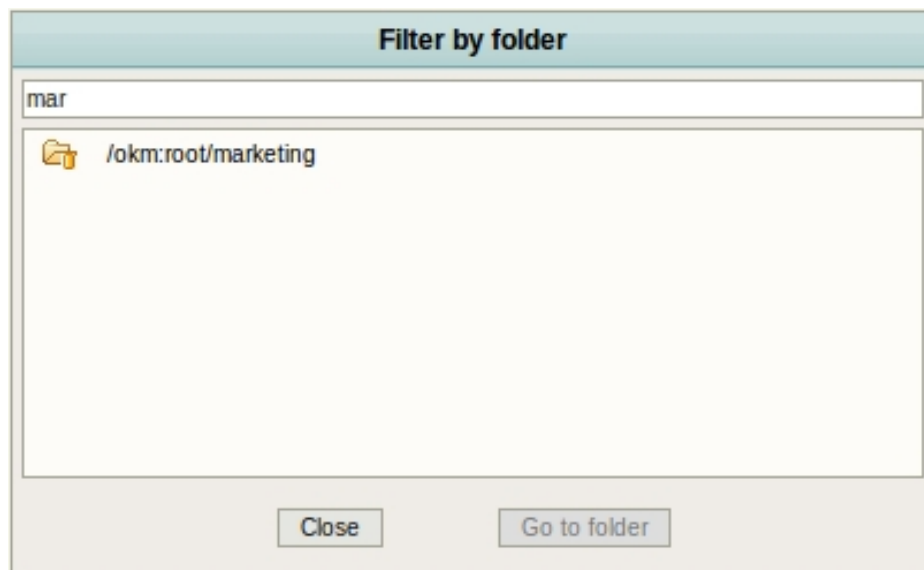 Filter by folder
mar
/okm:root/marketing
Close
Go to folder